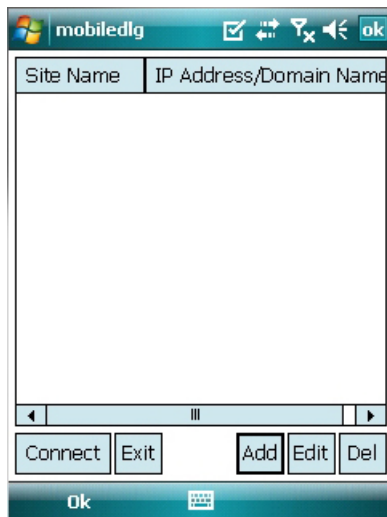 mobiledlg ok
Site Name IP Address/Domain Name
Connect Exit Add Edit Del
Ok